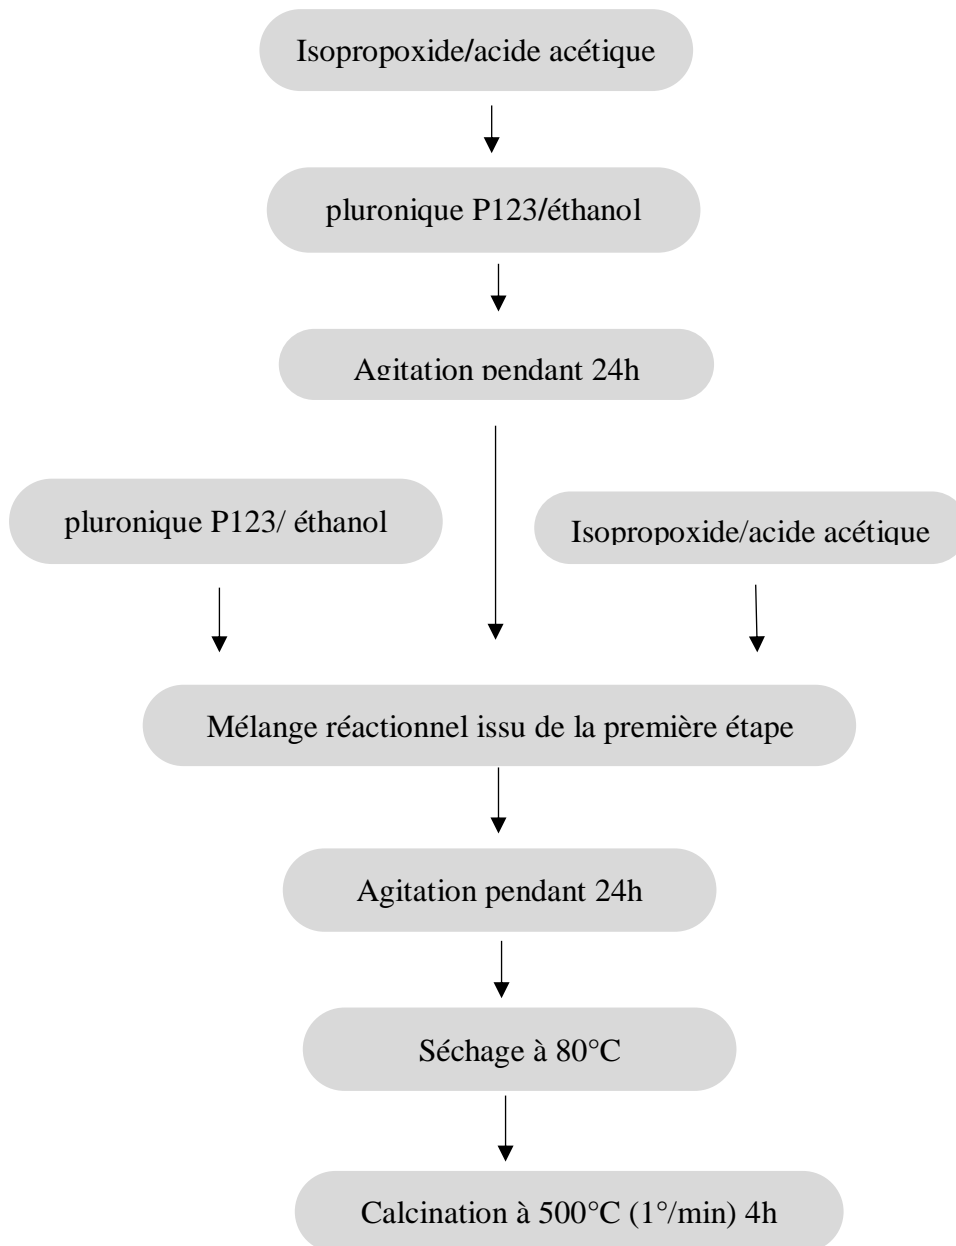 Isopropoxide/acide acétique
pluronique P123/éthanol
Agitation pendant 24h
pluronique P123/ éthanol
Isopropoxide/acide acétique
Mélange réactionnel issu de la première étape
Agitation pendant 24h
Séchage à 80°C
Calcination à 500°C (1°/min) 4h